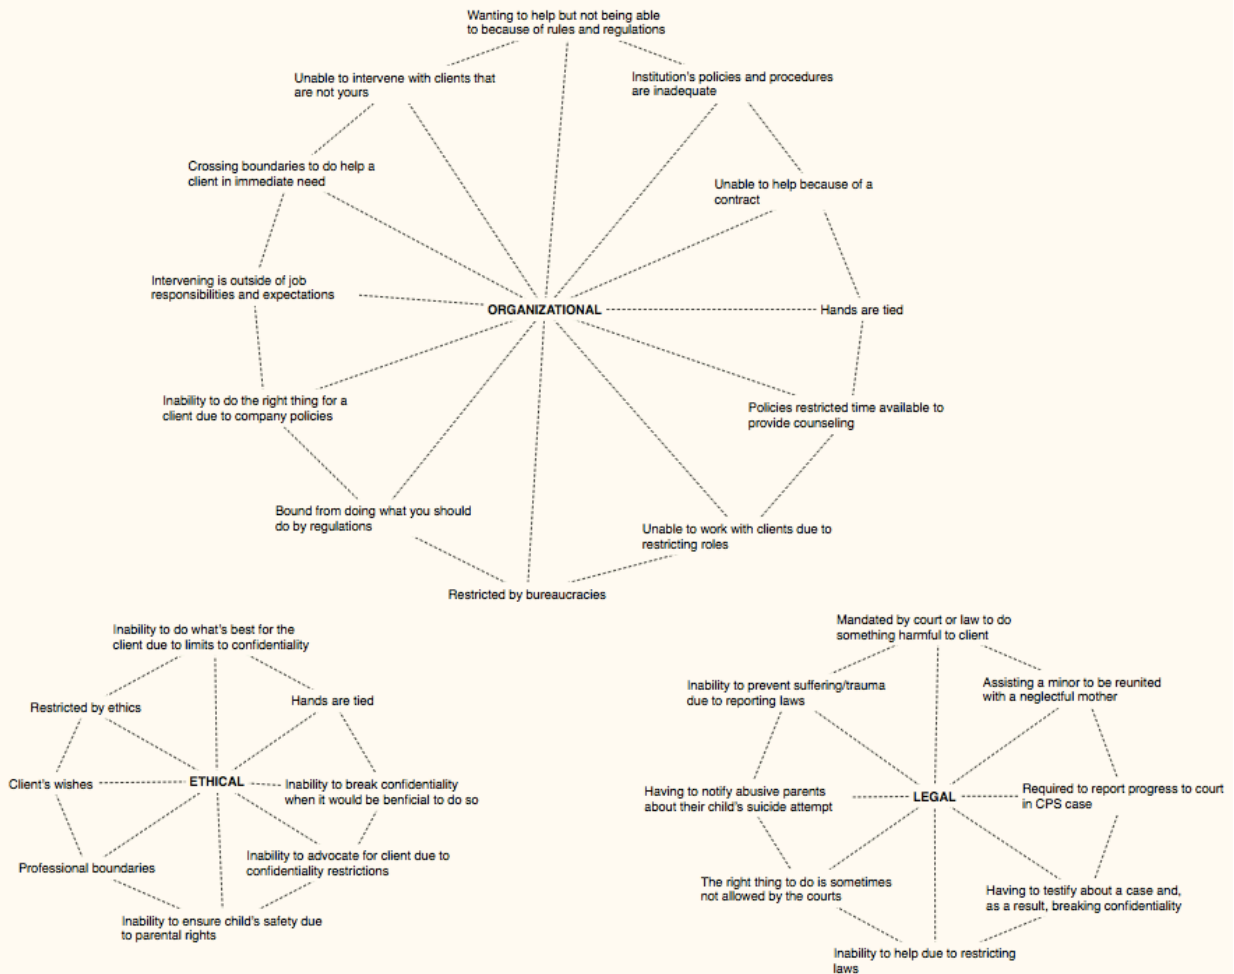 Wanting to help but not being able
to because of rules and regulations
Unable to intervene with clients that
are not yours
Institution's policies and procedures
are inadequate
Crossing boundaries to do help a
client in immediate need
Unable to help because of a
contract
Intervening is outside of job
responsibilities and expectations
ORGANIZATIONAL
Hands are tied
Inability to do the right thing for a
client due to company policies
Policies restricted time available to
provide counseling
Bound from doing what you should
do by regulations
Unable to work with clients due to
restricting roles
Restricted by bureaucracies
Inability to do what's best for the
client due to limits to confidentiality
Restricted by ethics
Hands are tied
Client's wishes
ETHICAL
Inability to break confidentiality
when it would be benficial to do so
Professional boundaries
Inability to advocate for client due to
confidentiality restrictions
Inability to ensure child's safety due
to parental rights
Mandated by court or law to do
something harmful to client
Inability to prevent suffering/trauma
due to reporting laws
Assisting a minor to be reunited
with a neglectful mother
Having to notify abusive parents
about their child's suicide attempt
LEGAL
Required to report progress to court
in CPS case
The right thing to do is sometimes
not allowed by the courts
Having to testify about a case and,
as a result, breaking confidentiality
Inability to help due to restricting
laws